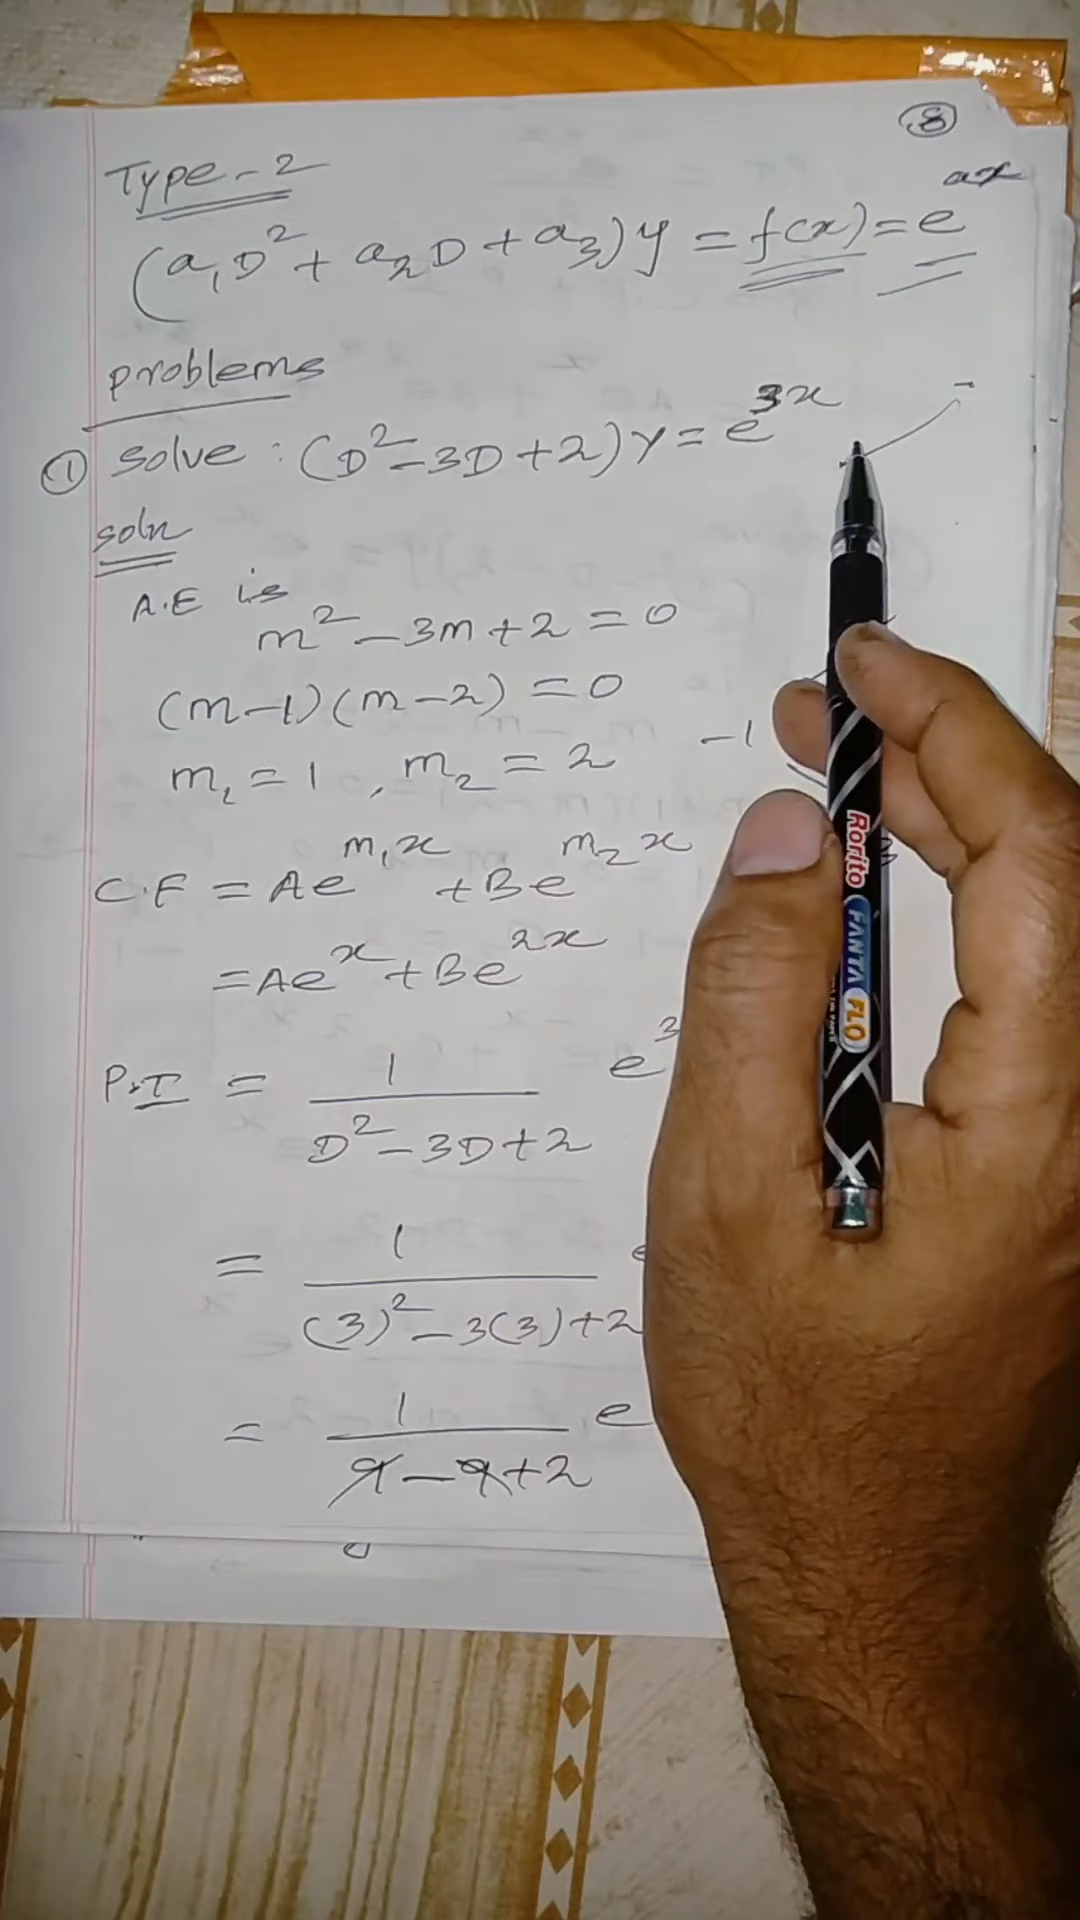 8
Type-2
(a₁D² + a₂D + a₃)y = f(x) = e^ax
problems
① solve : (D² - 3D + 2)y = e^3x
soln
A.E is
m² - 3m + 2 = 0
(m-1)(m-2) = 0
m₁ = 1, m₂ = 2
-1
C.F = Ae^m₁x + Be^m₂x
= Ae^x + Be^2x
P.I = 1/(D² - 3D + 2) e^3
= 1/((3)² - 3(3) + 2)
= 1/(9 - 9 + 2) e
Rorito
FANTA FLO